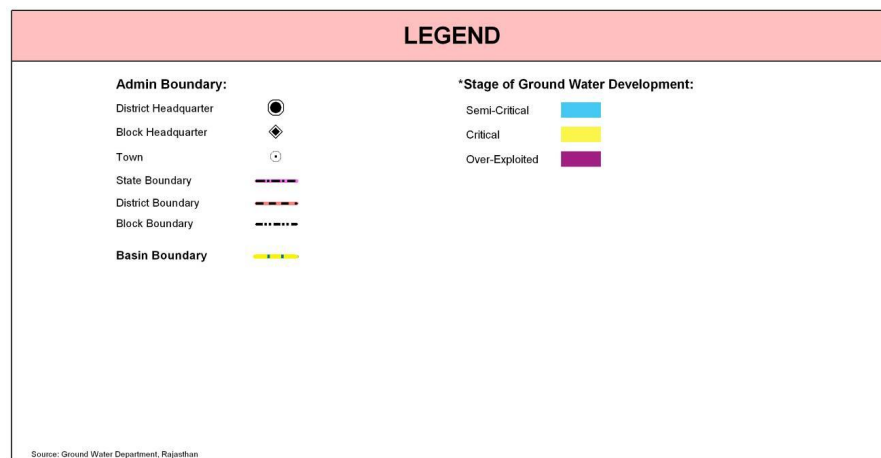 LEGEND
Admin Boundary:
District Headquarter
Block Headquarter
Town
State Boundary
District Boundary
Block Boundary
Basin Boundary
*Stage of Ground Water Development:
Semi-Critical
Critical
Over-Exploited
Source: Ground Water Department, Rajasthan